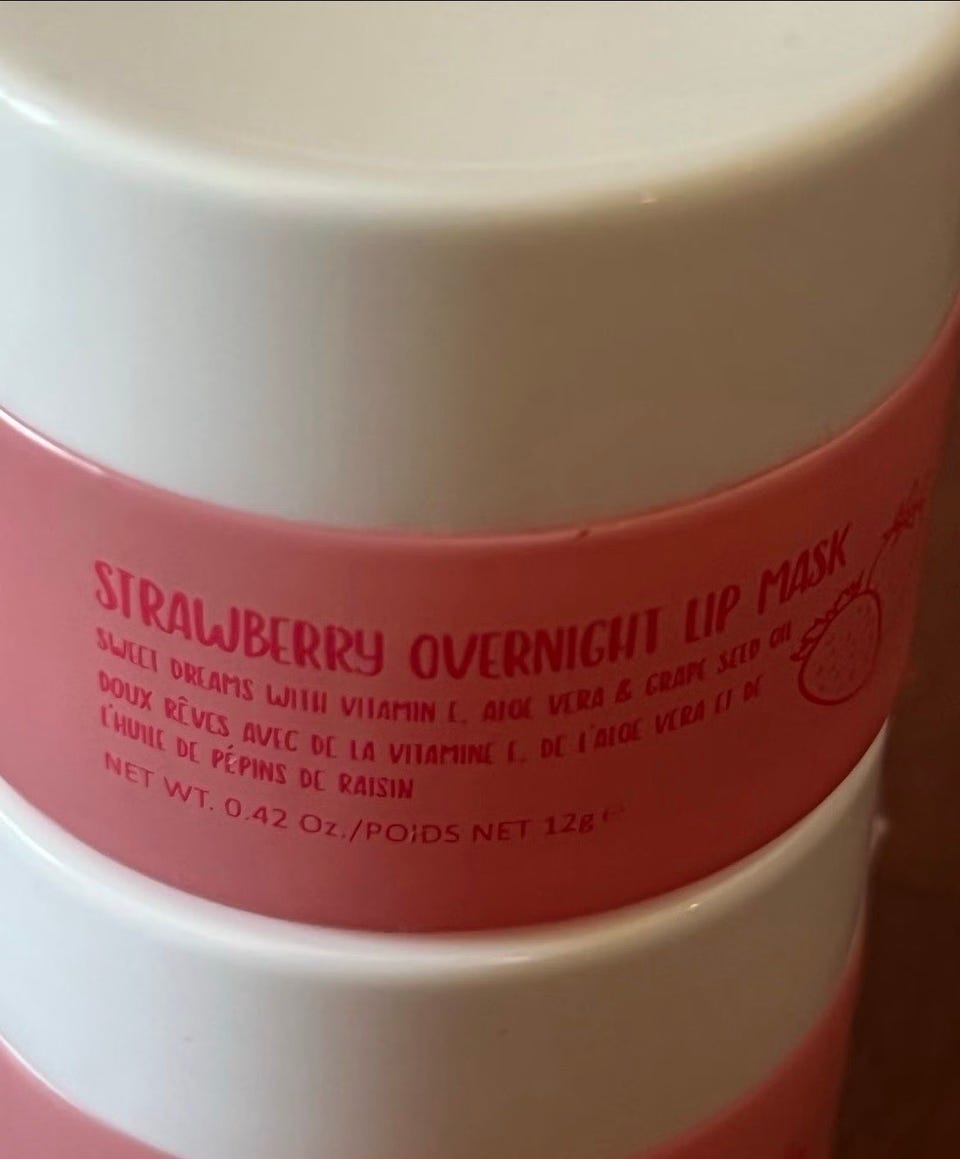 STRAWBERRY OVERNIGHT LIP MASK
SWEET DREAMS WITH VITAMIN E, ALOE VERA & GRAPE SEED OIL
DOUX RÊVES AVEC DE LA VITAMINE E, DE L'ALOE VERA ET DE
L'HUILE DE PÉPINS DE RAISIN
NET WT. 0.42 Oz./POIDS NET 12g e